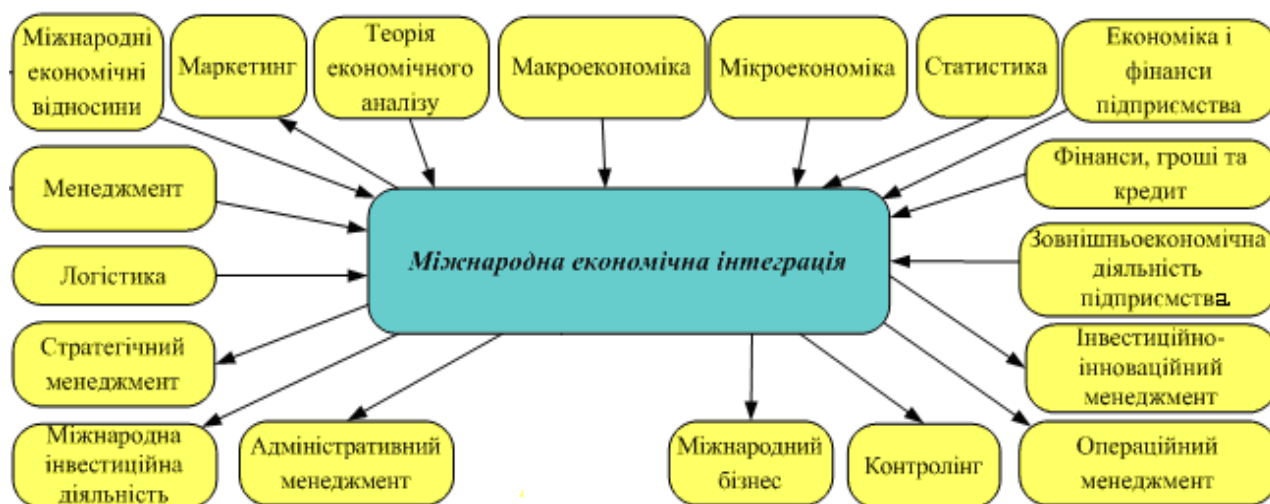 Міжнародні
економічні
відносини
Маркетинг
Теорія
економічного
аналізу
Макроекономіка
Мікроекономіка
Статистика
Економіка і
фінанси
підприємства
Менеджмент
Фінанси, гроші та
кредит
Міжнародна економічна інтеграція
Логістика
Зовнішньоекономічна
діяльність
підприємства
Стратегічний
менеджмент
Інвестиційно-
інноваційний
менеджмент
Міжнародна
інвестиційна
діяльність
Адміністративний
менеджмент
Міжнародний
бізнес
Контролінг
Операційний
менеджмент